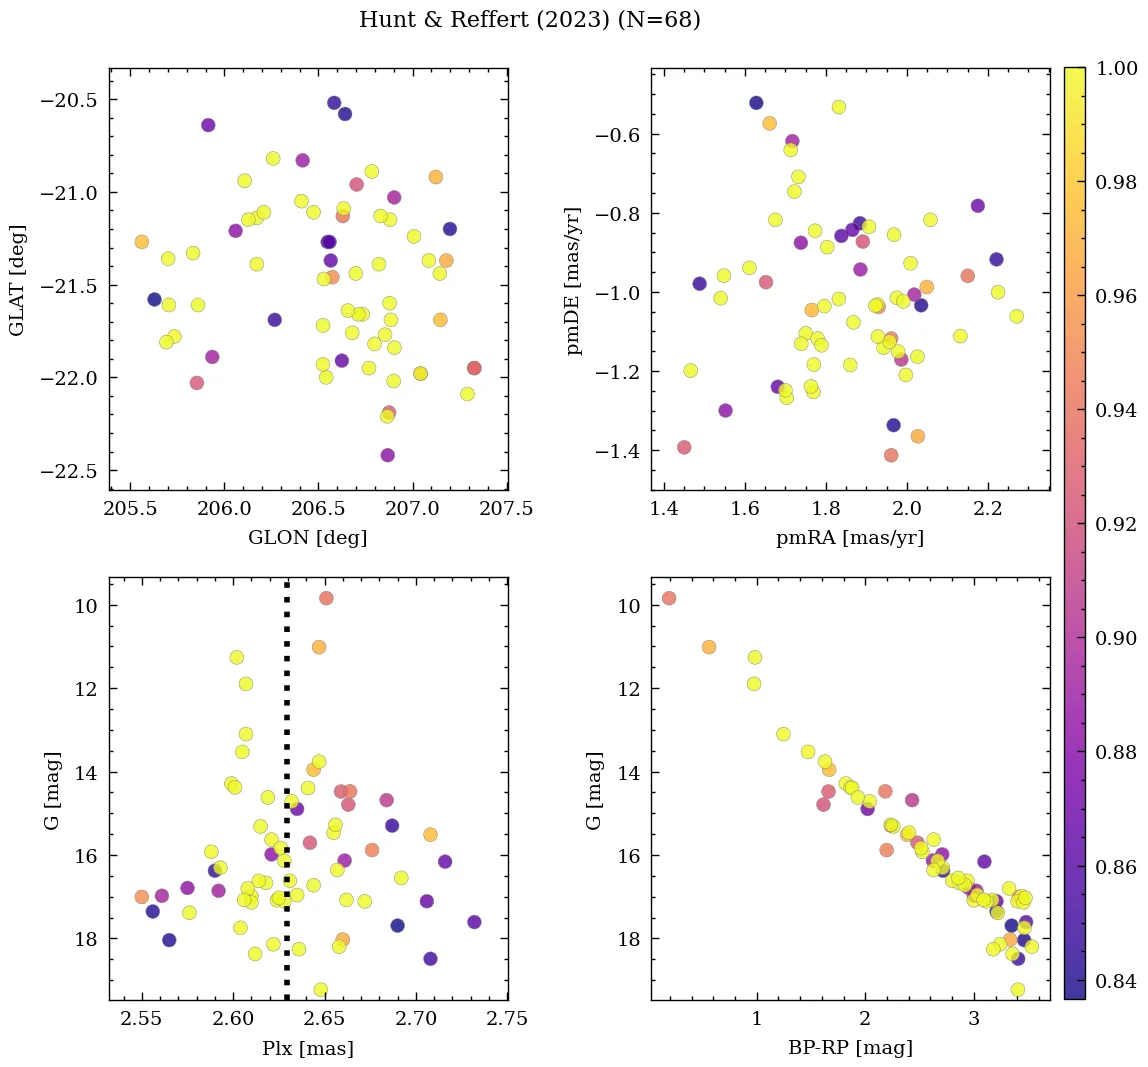 Hunt & Reffert (2023) (N=68)
−20.5
−21.0
−21.5
−22.0
−22.5
GLAT [deg]
205.5 206.0 206.5 207.0 207.5
GLON [deg]
−0.6
−0.8
−1.0
−1.2
−1.4
pmDE [mas/yr]
1.4 1.6 1.8 2.0 2.2
pmRA [mas/yr]
10
12
14
16
18
G [mag]
2.55 2.60 2.65 2.70 2.75
Plx [mas]
10
12
14
16
18
G [mag]
1 2 3
BP-RP [mag]
1.00
0.98
0.96
0.94
0.92
0.90
0.88
0.86
0.84